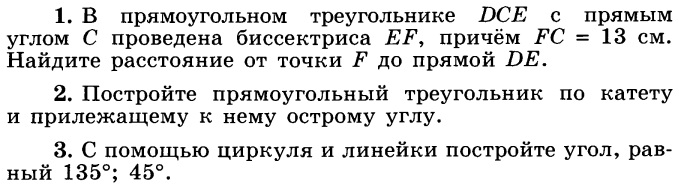 1. В прямоугольном треугольнике DCE с прямым
углом C проведена биссектриса EF, причём FC = 13 см.
Найдите расстояние от точки F до прямой DE.
2. Постройте прямоугольный треугольник по катету
и прилежащему к нему острому углу.
3. С помощью циркуля и линейки постройте угол, рав-
ный 135°; 45°.